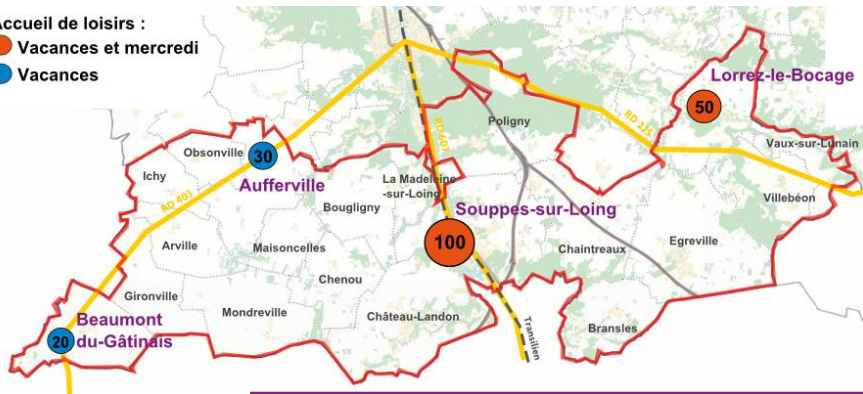 Accueil de loisirs :
Vacances et mercredi
Vacances
Lorrez-le-Bocage
50
Poligny
RD 607
RD 225
Vaux-sur-Lunain
Obsonville
30
Ichy
Aufferville
La Madeleine
-sur-Loing
Villebéon
RD 403
Bougligny
Souppes-sur-Loing
100
Arville
Maisoncelles
Chaintreaux
Egreville
Chenou
Gironville
Mondreville
Château-Landon
Beaumont
du-Gâtinais
20
Transilien
Bransles